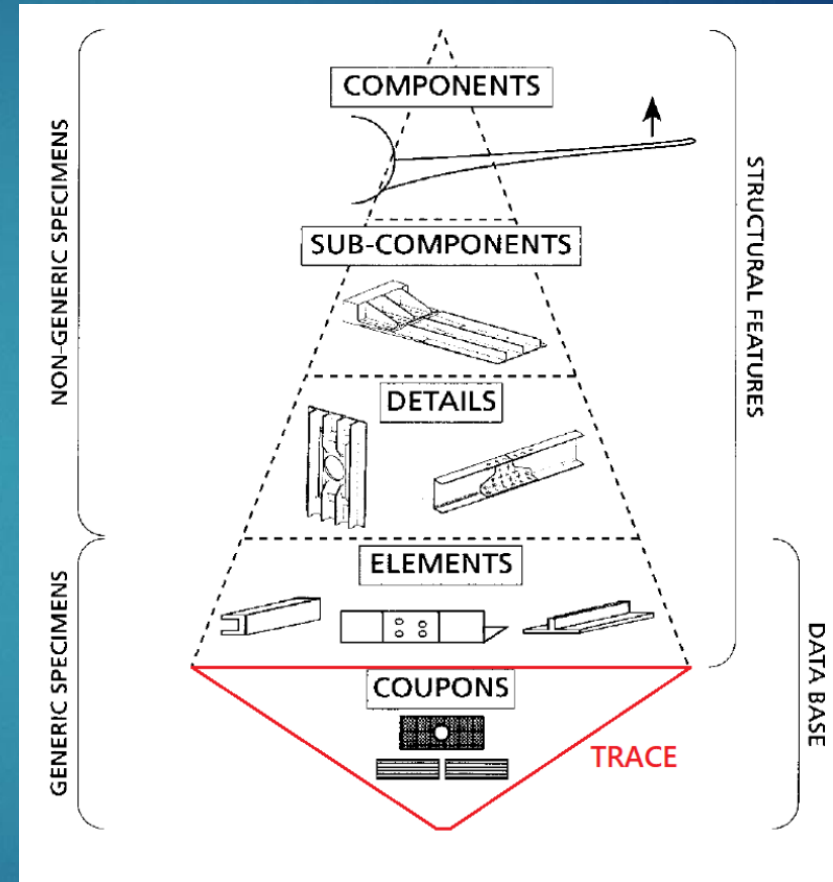 COMPONENTS
NON-GENERIC SPECIMENS
STRUCTURAL FEATURES
SUB-COMPONENTS
DETAILS
ELEMENTS
GENERIC SPECIMENS
DATA BASE
COUPONS
TRACE